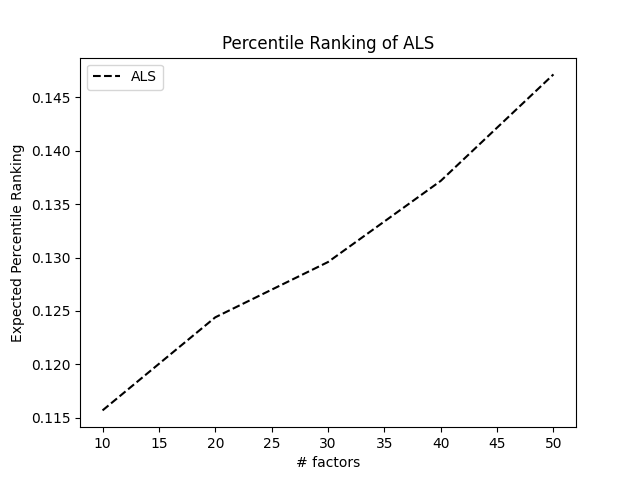 Percentile Ranking of ALS
ALS
Expected Percentile Ranking
0.145
0.140
0.135
0.130
0.125
0.120
0.115
10 15 20 25 30 35 40 45 50
# factors